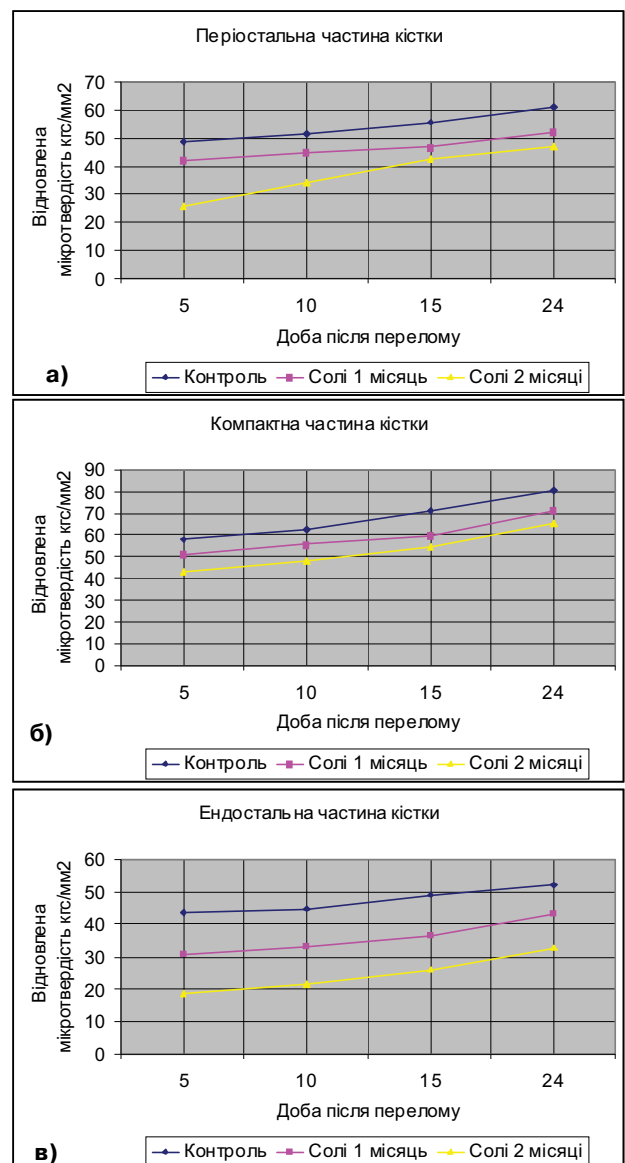 Періостальна частина кістки
Відновлена
мікротвердість кгс/мм2
70
60
50
40
30
20
10
0
5 10 15 24
Доба після перелому
а)
Контроль Солі 1 місяць Солі 2 місяці
Компактна частина кістки
Відновлена
мікротвердість кгс/мм2
90
80
70
60
50
40
30
20
10
0
5 10 15 24
Доба після перелому
б)
Контроль Солі 1 місяць Солі 2 місяці
Ендостальна частина кістки
Відновлена
мікротвердість кгс/мм2
60
50
40
30
20
10
0
5 10 15 24
Доба після перелому
в)
Контроль Солі 1 місяць Солі 2 місяці